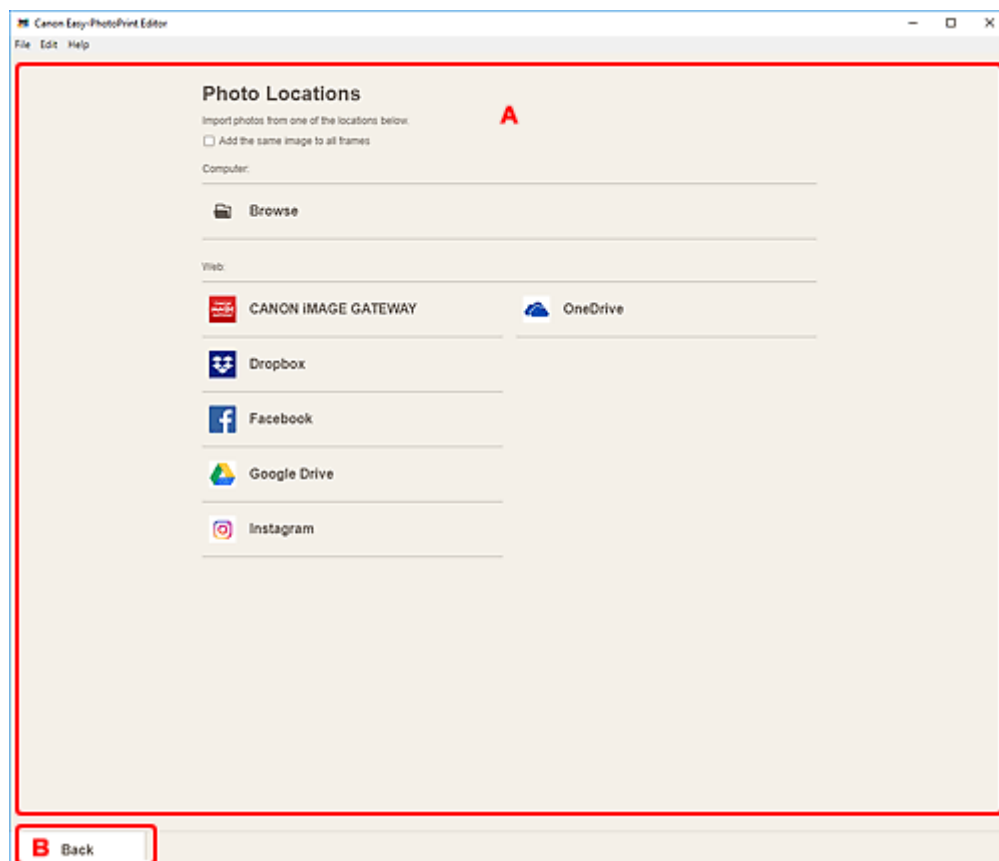 Canon Easy-PhotoPrint Editor
File Edit Help
Photo Locations
A
Import photos from one of the locations below.
Add the same image to all frames
Computer:
Browse
Web:
CANON iMAGE GATEWAY
OneDrive
Dropbox
Facebook
Google Drive
Instagram
B Back